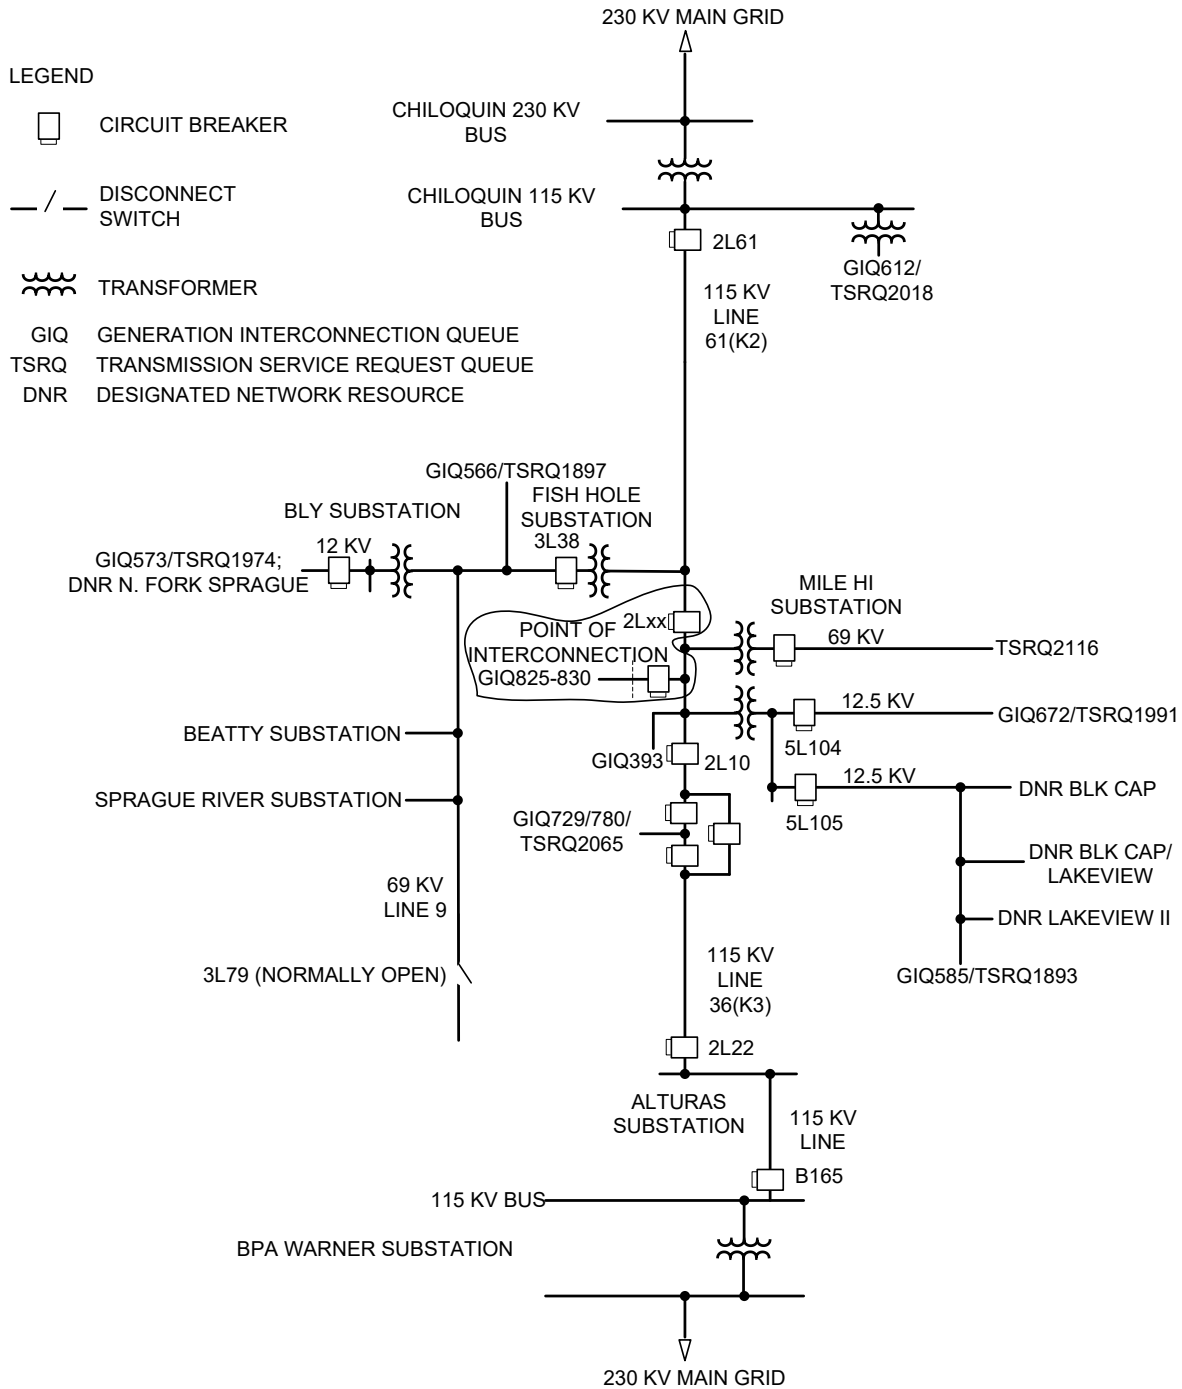 230 KV MAIN GRID
LEGEND
CIRCUIT BREAKER
DISCONNECT
SWITCH
TRANSFORMER
GIQ GENERATION INTERCONNECTION QUEUE
TSRQ TRANSMISSION SERVICE REQUEST QUEUE
DNR DESIGNATED NETWORK RESOURCE
CHILOQUIN 230 KV
BUS
CHILOQUIN 115 KV
BUS
2L61
GIQ612/
TSRQ2018
115 KV
LINE
61(K2)
GIQ566/TSRQ1897
FISH HOLE
SUBSTATION
3L38
BLY SUBSTATION
12 KV
GIQ573/TSRQ1974;
DNR N. FORK SPRAGUE
MILE HI
SUBSTATION
2Lxx
POINT OF
INTERCONNECTION
GIQ825-830
69 KV
TSRQ2116
12.5 KV
GIQ672/TSRQ1991
5L104
GIQ393
2L10
12.5 KV
DNR BLK CAP
5L105
BEATTY SUBSTATION
SPRAGUE RIVER SUBSTATION
GIQ729/780/
TSRQ2065
DNR BLK CAP/
LAKEVIEW
DNR LAKEVIEW II
GIQ585/TSRQ1893
69 KV
LINE 9
3L79 (NORMALLY OPEN)
115 KV
LINE
36(K3)
2L22
ALTURAS
SUBSTATION
115 KV
LINE
B165
115 KV BUS
BPA WARNER SUBSTATION
230 KV MAIN GRID